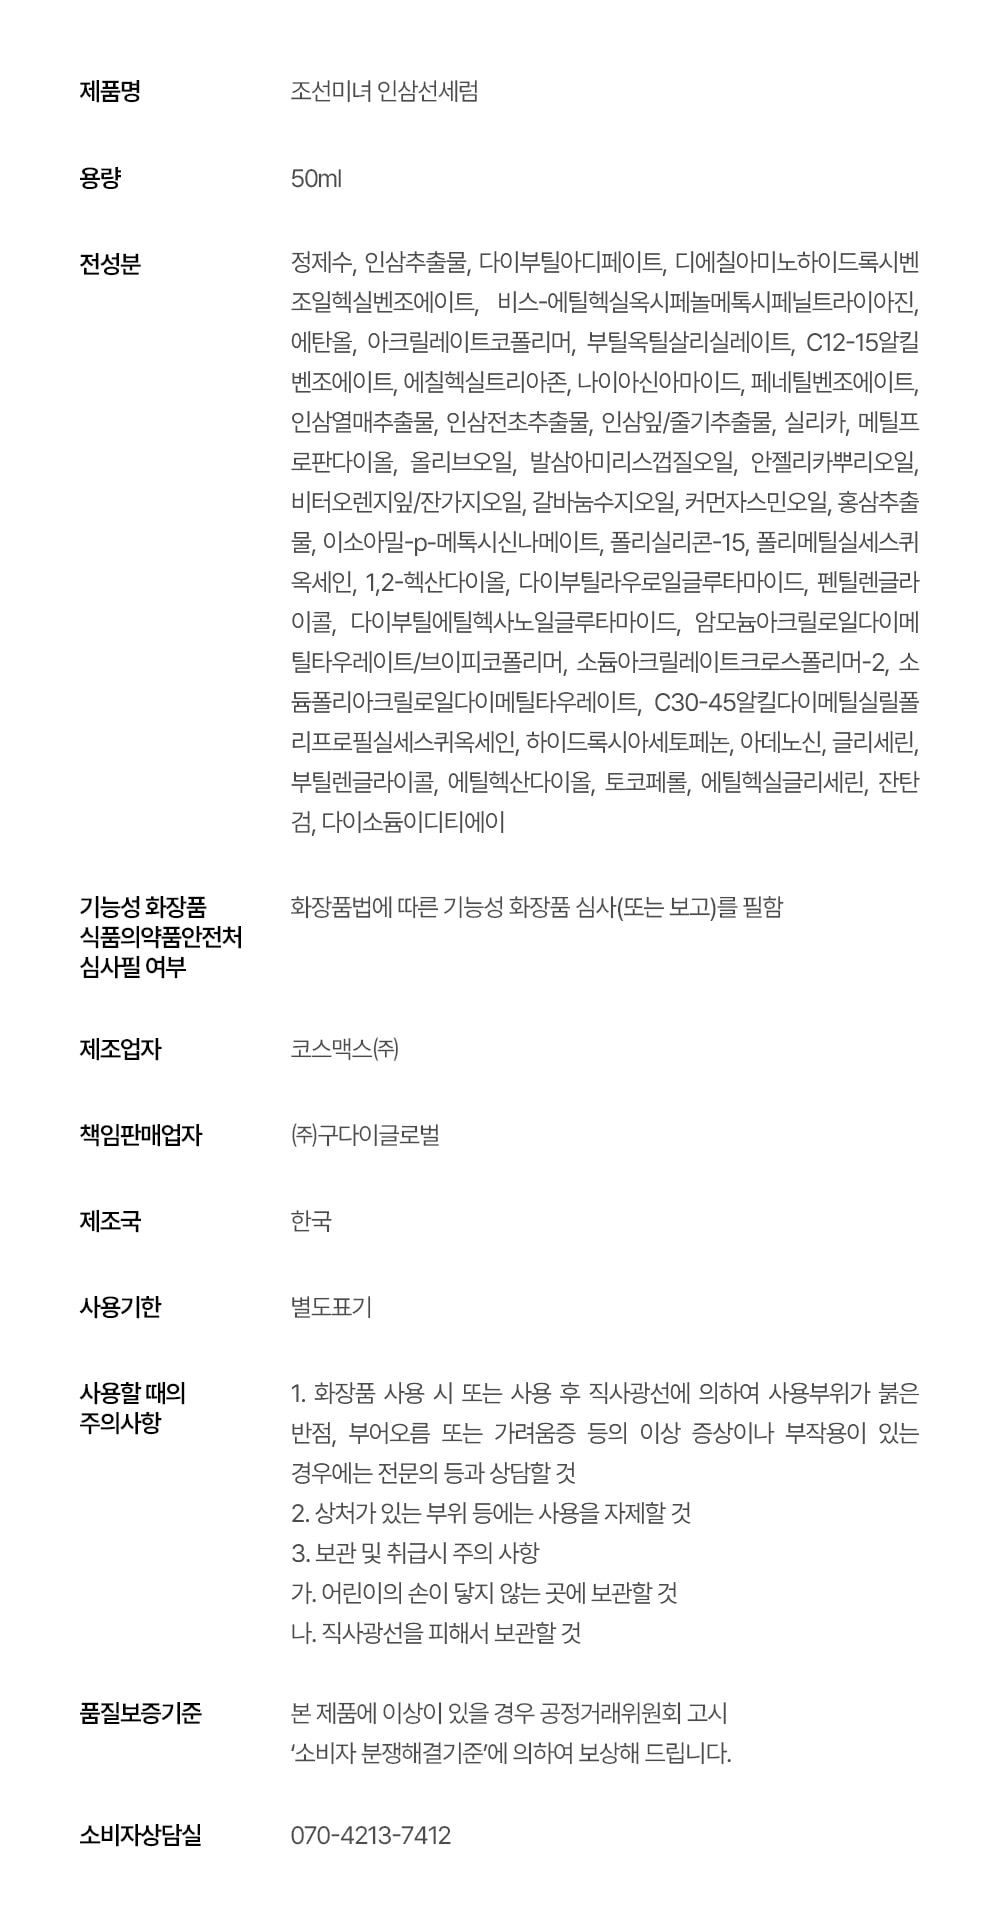 제품명
조선미녀 인삼선세럼
용량
50ml
전성분
정제수, 인삼추출물, 다이부틸아디페이트, 디에칠아미노하이드록시벤
조일헥실벤조에이트, 비스-에틸헥실옥시페놀메톡시페닐트라이아진,
에탄올, 아크릴레이트코폴리머, 부틸옥틸살리실레이트, C12-15알킬
벤조에이트, 에칠헥실트리아존, 나이아신아마이드, 페네틸벤조에이트,
인삼열매추출물, 인삼전초추출물, 인삼잎/줄기추출물, 실리카, 메틸프
로판다이올, 올리브오일, 발삼아미리스껍질오일, 안젤리카뿌리오일,
비터오렌지잎/잔가지오일, 갈바눔수지오일, 커먼자스민오일, 홍삼추출
물, 이소아밀-p-메톡시신나메이트, 폴리실리콘-15, 폴리메틸실세스퀴
옥세인, 1,2-헥산다이올, 다이부틸라우로일글루타마이드, 펜틸렌글라
이콜, 다이부틸에틸헥사노일글루타마이드, 암모늄아크릴로일다이메
틸타우레이트/브이피코폴리머, 소듐아크릴레이트크로스폴리머-2, 소
듐폴리아크릴로일다이메틸타우레이트, C30-45알킬다이메틸실릴폴
리프로필실세스퀴옥세인, 하이드록시아세토페논, 아데노신, 글리세린,
부틸렌글라이콜, 에틸헥산다이올, 토코페롤, 에틸헥실글리세린, 잔탄
검, 다이소듐이디티에이
기능성 화장품
식품의약품안전처
심사필 여부
화장품법에 따른 기능성 화장품 심사(또는 보고)를 필함
제조업자
코스맥스㈜
책임판매업자
㈜구다이글로벌
제조국
한국
사용기한
별도표기
사용할 때의
주의사항
1. 화장품 사용 시 또는 사용 후 직사광선에 의하여 사용부위가 붉은
반점, 부어오름 또는 가려움증 등의 이상 증상이나 부작용이 있는
경우에는 전문의 등과 상담할 것
2. 상처가 있는 부위 등에는 사용을 자제할 것
3. 보관 및 취급시 주의 사항
가. 어린이의 손이 닿지 않는 곳에 보관할 것
나. 직사광선을 피해서 보관할 것
품질보증기준
본 제품에 이상이 있을 경우 공정거래위원회 고시
‘소비자 분쟁해결기준’에 의하여 보상해 드립니다.
소비자상담실
070-4213-7412